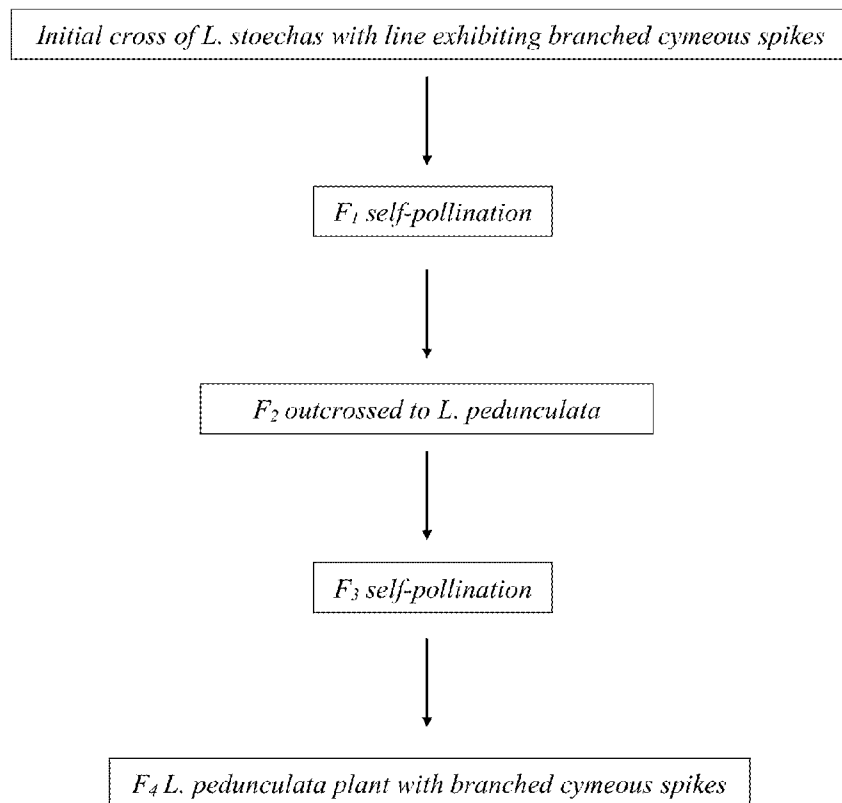 Initial cross of L. stoechas with line exhibiting branched cymeous spikes
F₁ self-pollination
F₂ outcrossed to L. pedunculata
F₃ self-pollination
F₄ L. pedunculata plant with branched cymeous spikes